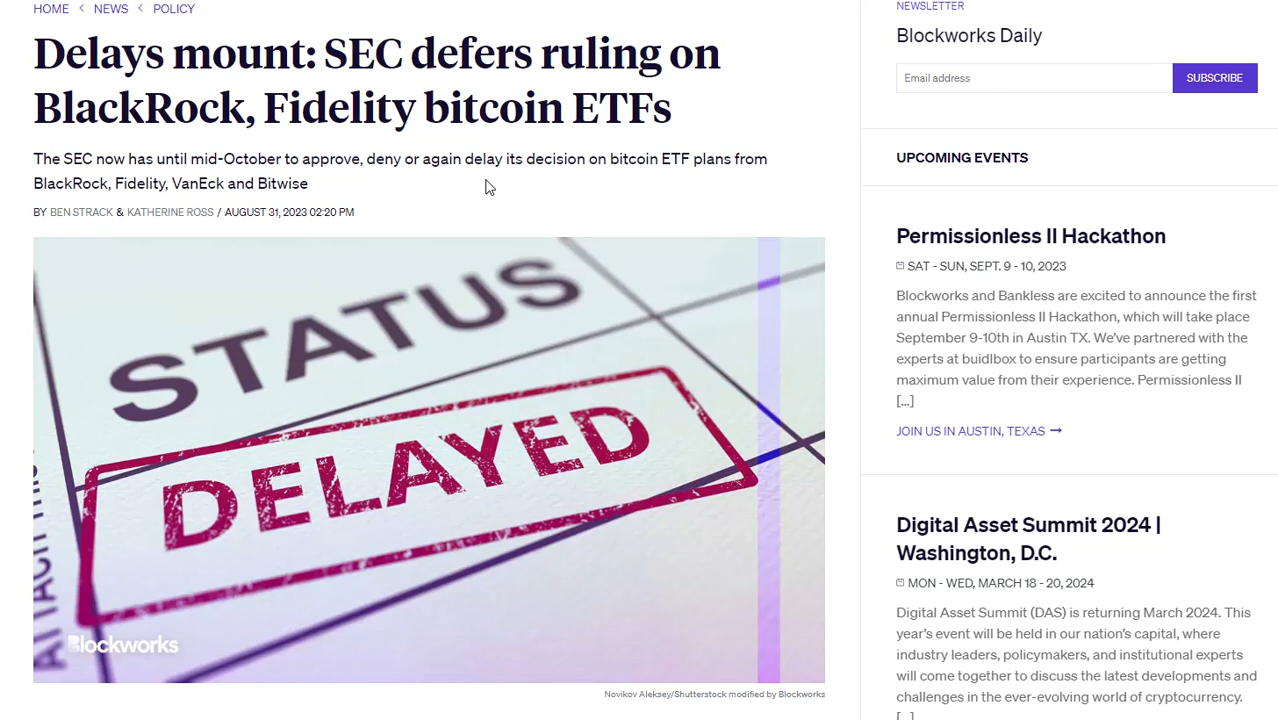 HOME < NEWS < POLICY
Delays mount: SEC defers ruling on
BlackRock, Fidelity bitcoin ETFs
The SEC now has until mid-October to approve, deny or again delay its decision on bitcoin ETF plans from
BlackRock, Fidelity, VanEck and Bitwise
BY BEN STRACK & KATHERINE ROSS / AUGUST 31, 2023 02:20 PM
STATUS
DELAYED
Blockworks
Novikov Aleksey/Shutterstock modified by Blockworks
NEWSLETTER
Blockworks Daily
Email address SUBSCRIBE
UPCOMING EVENTS
Permissionless II Hackathon
SAT - SUN, SEPT. 9 - 10, 2023
Blockworks and Bankless are excited to announce the first
annual Permissionless II Hackathon, which will take place
September 9-10th in Austin TX. We’ve partnered with the
experts at buidlbox to ensure participants are getting
maximum value from their experience. Permissionless II
[...]
JOIN US IN AUSTIN, TEXAS →
Digital Asset Summit 2024 |
Washington, D.C.
MON - WED, MARCH 18 - 20, 2024
Digital Asset Summit (DAS) is returning March 2024. This
year’s event will be held in our nation’s capital, where
industry leaders, policymakers, and institutional experts
will come together to discuss the latest developments and
challenges in the ever-evolving world of cryptocurrency.
[...]